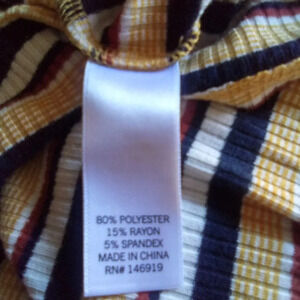 80% POLYESTER
15% RAYON
5% SPANDEX
MADE IN CHINA
RN# 146919